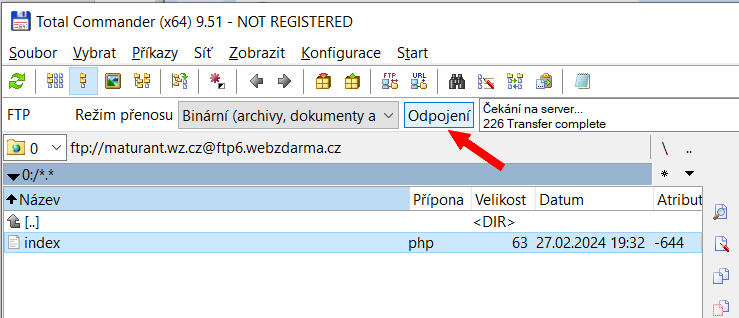 Total Commander (x64) 9.51 - NOT REGISTERED
Soubor Vybrat Příkazy Síť Zobrazit Konfigurace Start
FTP URL
FTP Režim přenosu Binární (archivy, dokumenty a Odpojení Čekání na server...
226 Transfer complete
0 ftp://maturant.wz.cz@ftp6.webzdarma.cz \ ..
0:/*.* *
Název Přípona Velikost Datum Atribut
[..] <DIR>
index php 63 27.02.2024 19:32 -644